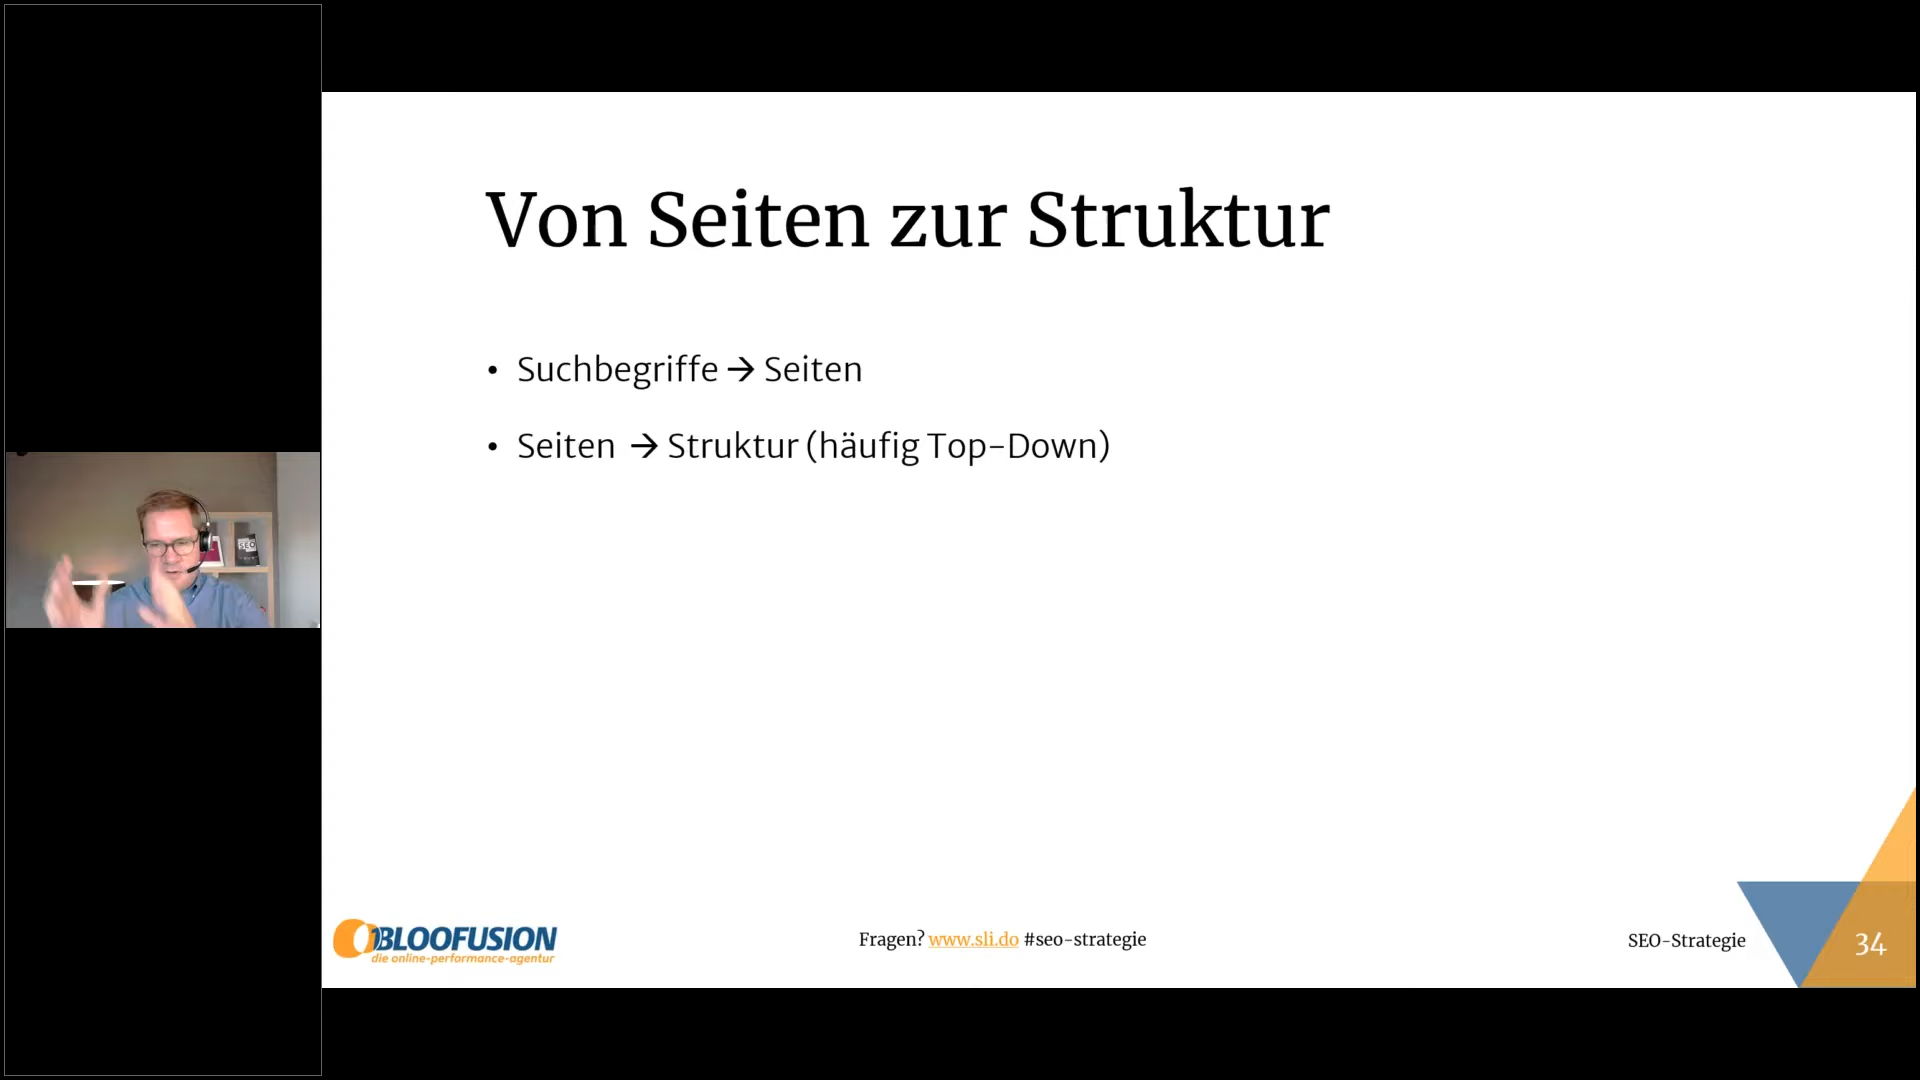 Von Seiten zur Struktur
• Suchbegriffe → Seiten
• Seiten → Struktur (häufig Top-Down)
SEO
BLOOFUSION
die online-performance-agentur
Fragen? www.sli.do #seo-strategie
SEO-Strategie
34